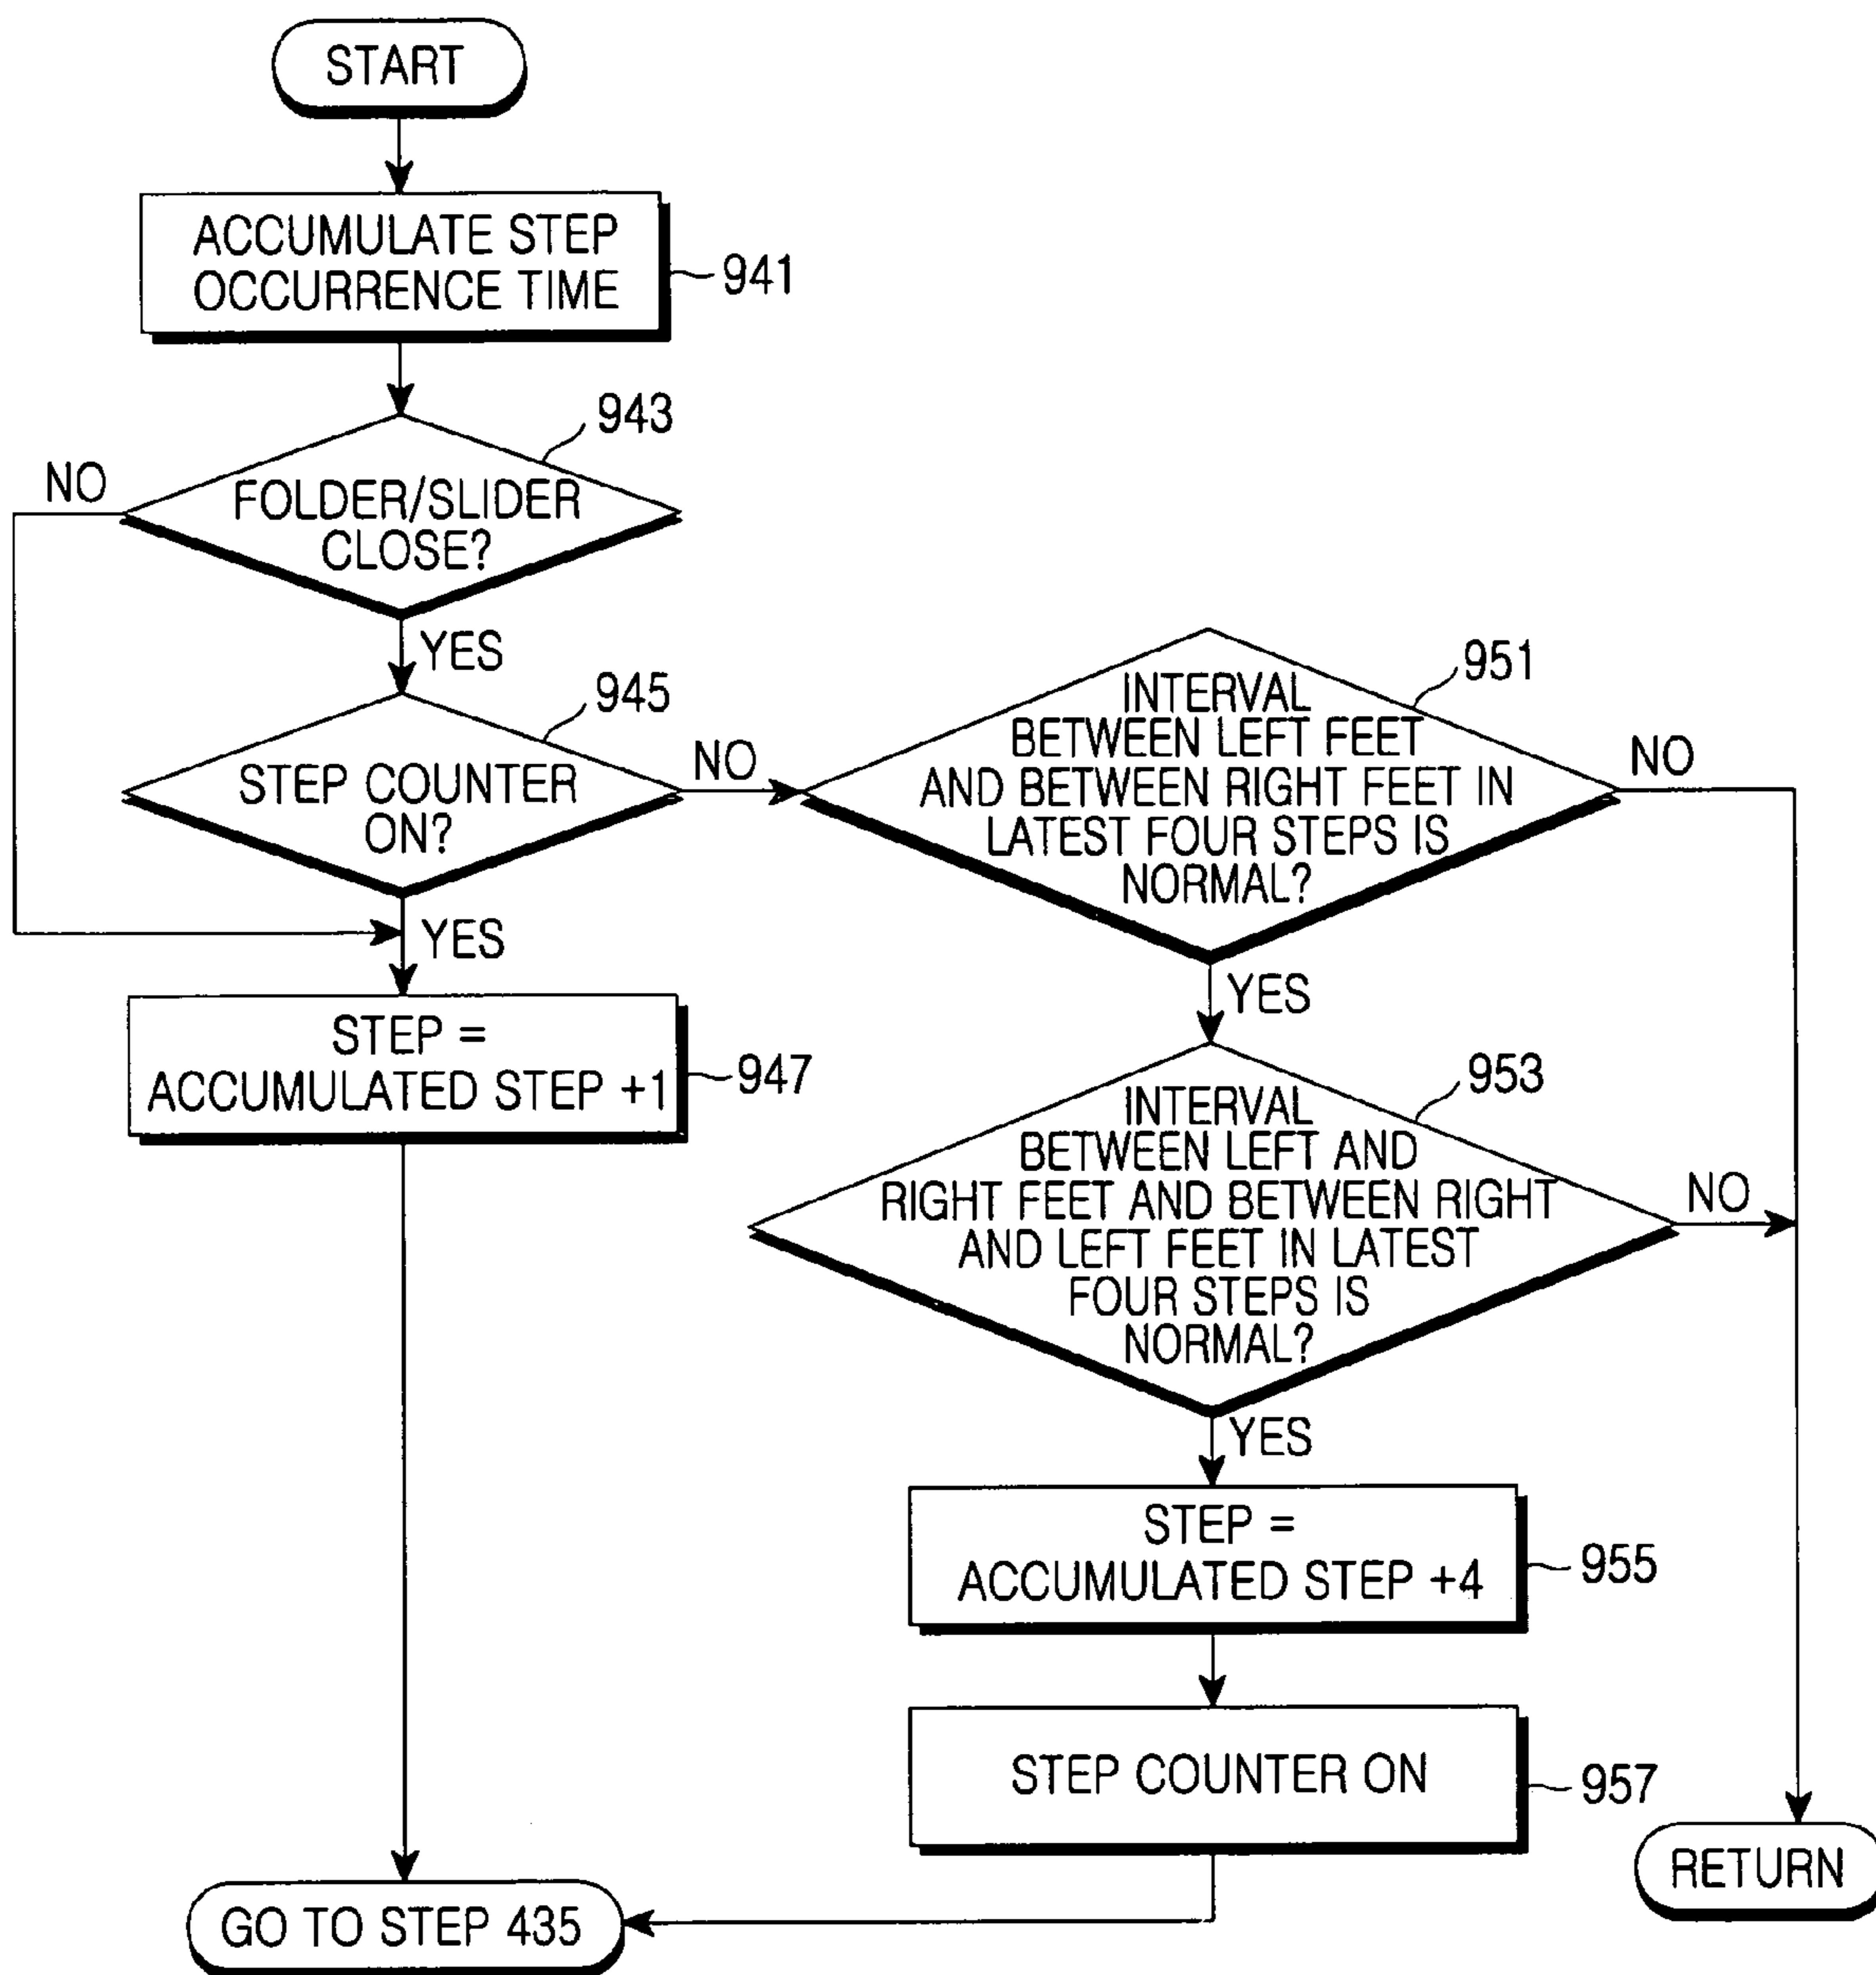 START
ACCUMULATE STEP
OCCURRENCE TIME
941
943
NO
FOLDER/SLIDER
CLOSE?
YES
945
STEP COUNTER
ON?
NO
YES
STEP =
ACCUMULATED STEP +1
947
951
INTERVAL
BETWEEN LEFT FEET
AND BETWEEN RIGHT FEET IN
LATEST FOUR STEPS IS
NORMAL?
NO
YES
953
INTERVAL
BETWEEN LEFT AND
RIGHT FEET AND BETWEEN RIGHT
AND LEFT FEET IN LATEST
FOUR STEPS IS
NORMAL?
NO
YES
STEP =
ACCUMULATED STEP +4
955
STEP COUNTER ON
957
RETURN
GO TO STEP 435